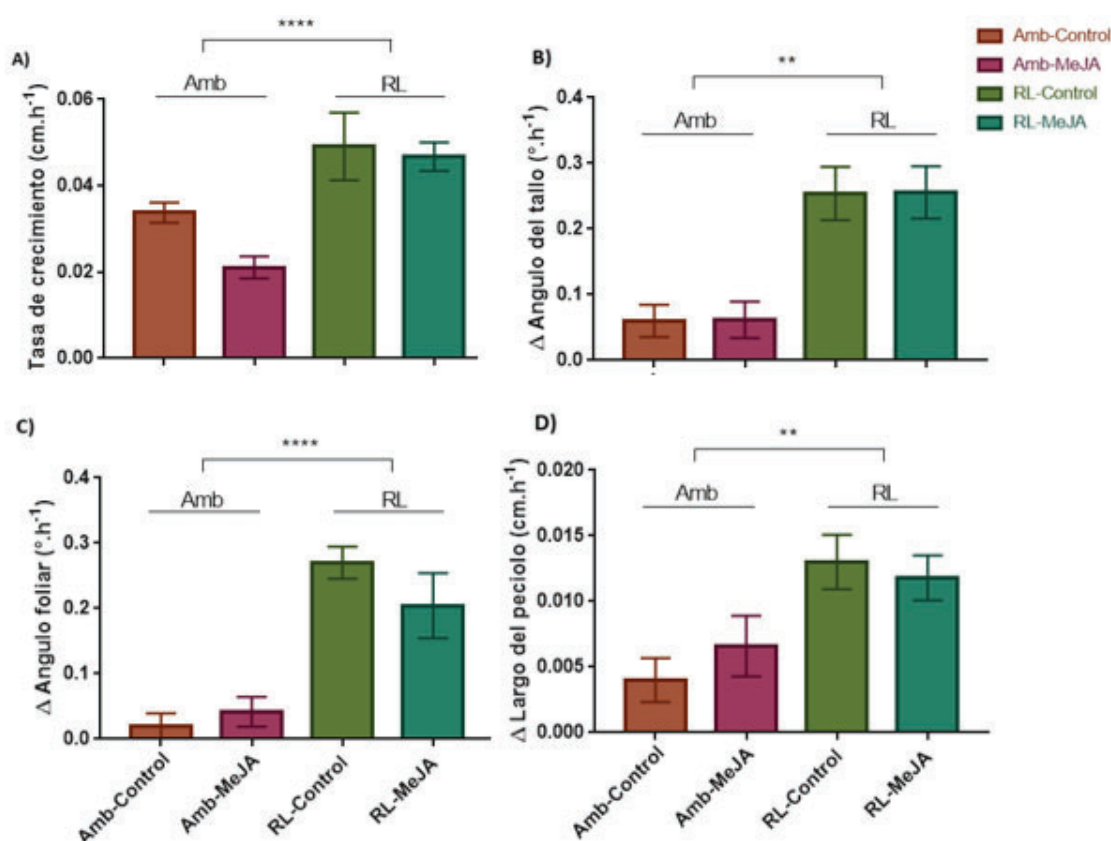 A)
****
Amb
RL
Tasa de crecimiento (cm.h⁻¹)
0.06
0.04
0.02
0.00
B)
**
Amb
RL
Δ Angulo del tallo (°.h⁻¹)
0.4
0.3
0.2
0.1
0.0
Amb-Control
Amb-MeJA
RL-Control
RL-MeJA
C)
****
Amb
RL
Δ Angulo foliar (°.h⁻¹)
0.4
0.3
0.2
0.1
0.0
Amb-Control
Amb-MeJA
RL-Control
RL-MeJA
D)
**
Amb
RL
Δ Largo del peciolo (cm.h⁻¹)
0.020
0.015
0.010
0.005
0.000
Amb-Control
Amb-MeJA
RL-Control
RL-MeJA